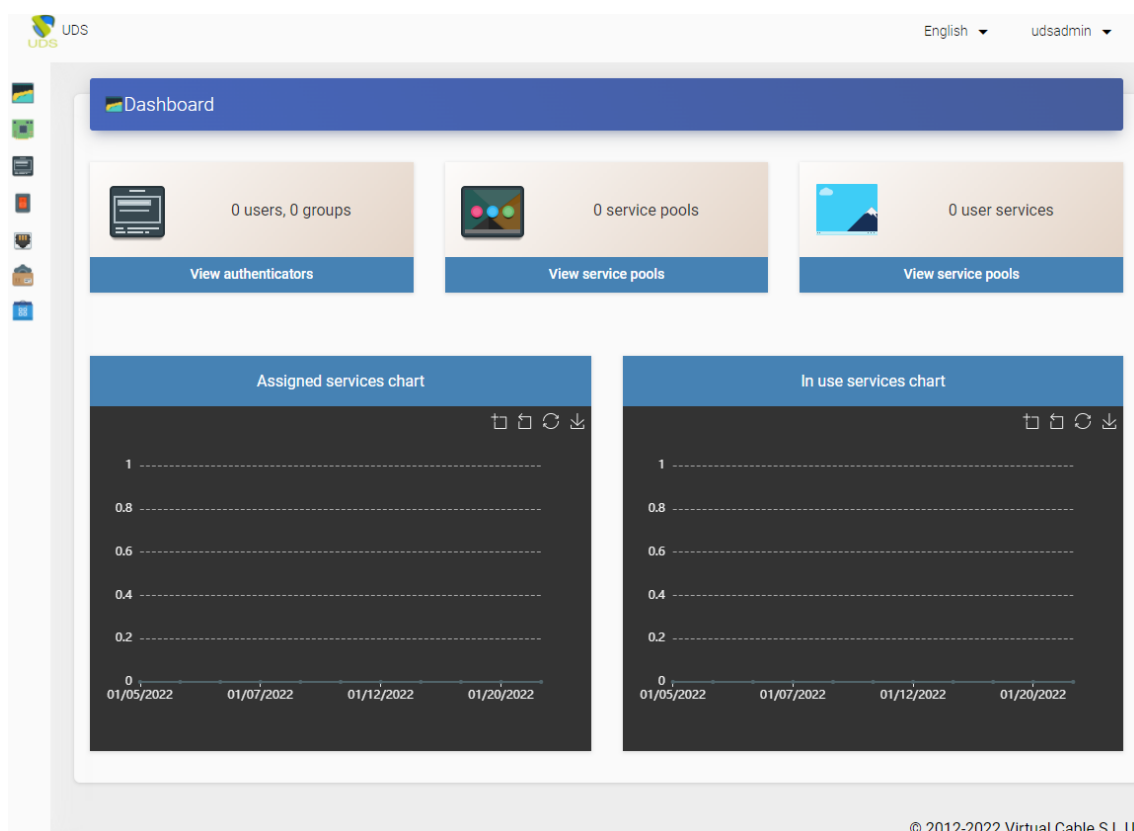 UDS UDS English udsadmin
Dashboard
0 users, 0 groups
View authenticators
0 service pools
View service pools
0 user services
View service pools
Assigned services chart
1
0.8
0.6
0.4
0.2
0
01/05/2022 01/07/2022 01/12/2022 01/20/2022
In use services chart
1
0.8
0.6
0.4
0.2
0
01/05/2022 01/07/2022 01/12/2022 01/20/2022
© 2012-2022 Virtual Cable S.L.U